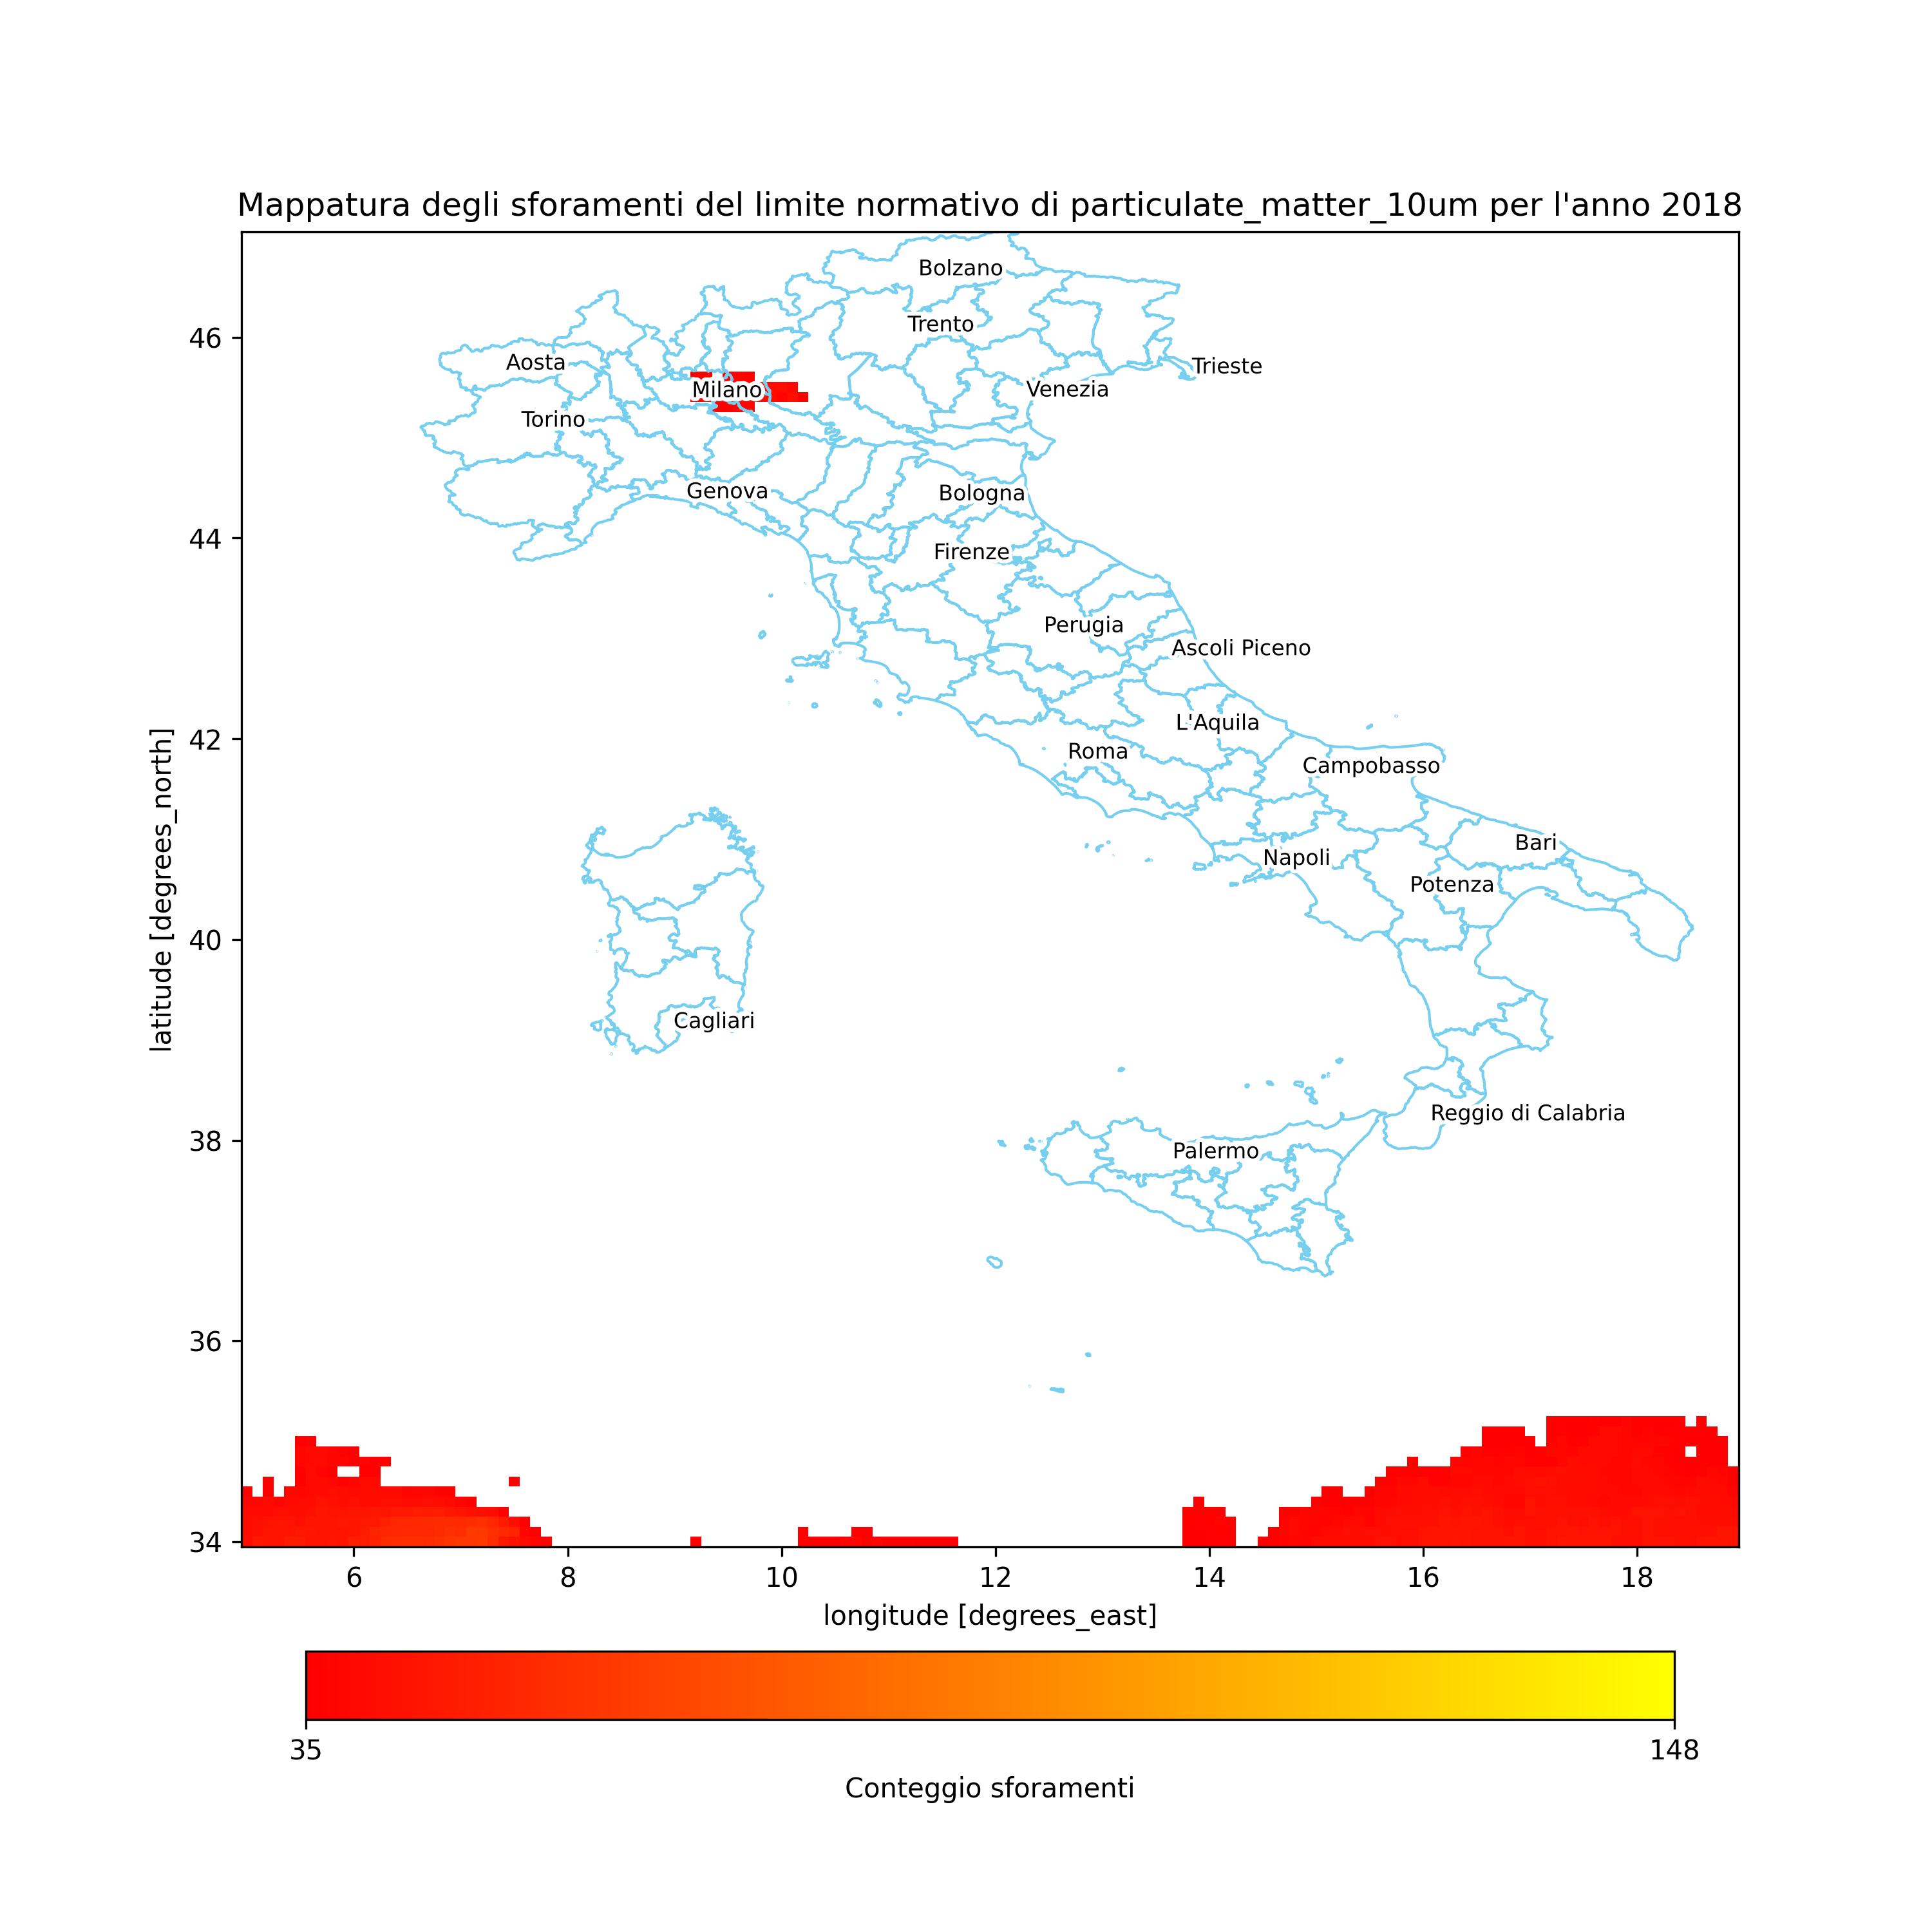 Mappatura degli sforamenti del limite normativo di particulate_matter_10um per l'anno 2018
Bolzano
Trento
Aosta
Trieste
Milano
Venezia
Torino
Genova
Bologna
Firenze
Perugia
Ascoli Piceno
L'Aquila
Roma
Campobasso
Bari
Napoli
Potenza
Cagliari
Reggio di Calabria
Palermo
46
44
42
40
38
36
34
latitude [degrees_north]
6 8 10 12 14 16 18
longitude [degrees_east]
35 148
Conteggio sforamenti